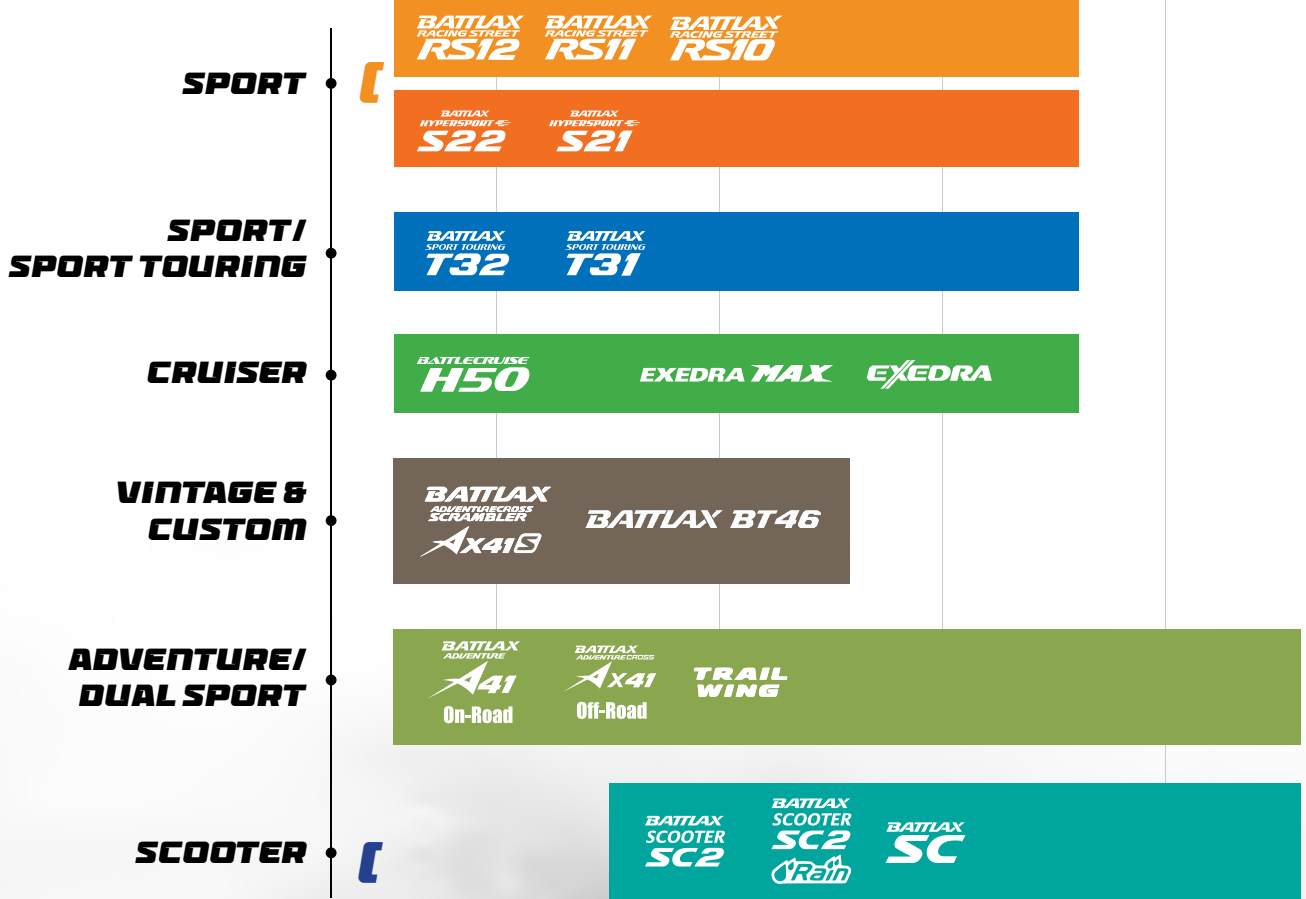 SPORT
BATTLAX RACING STREET RS12
BATTLAX RACING STREET RS11
BATTLAX RACING STREET RS10
BATTLAX HYPERSPORT S22
BATTLAX HYPERSPORT S21
SPORT/
SPORT TOURING
BATTLAX SPORT TOURING T32
BATTLAX SPORT TOURING T31
CRUISER
BATTLECRUISE H50
EXEDRA MAX
EXEDRA
VINTAGE &
CUSTOM
BATTLAX
ADVENTURECROSS
SCRAMBLER
AX41S
BATTLAX BT46
ADVENTURE/
DUAL SPORT
BATTLAX
ADVENTURE
A41
On-Road
BATTLAX
ADVENTURECROSS
AX41
Off-Road
TRAIL
WING
SCOOTER
BATTLAX
SCOOTER
SC2
BATTLAX
SCOOTER
SC2
Rain
BATTLAX
SC